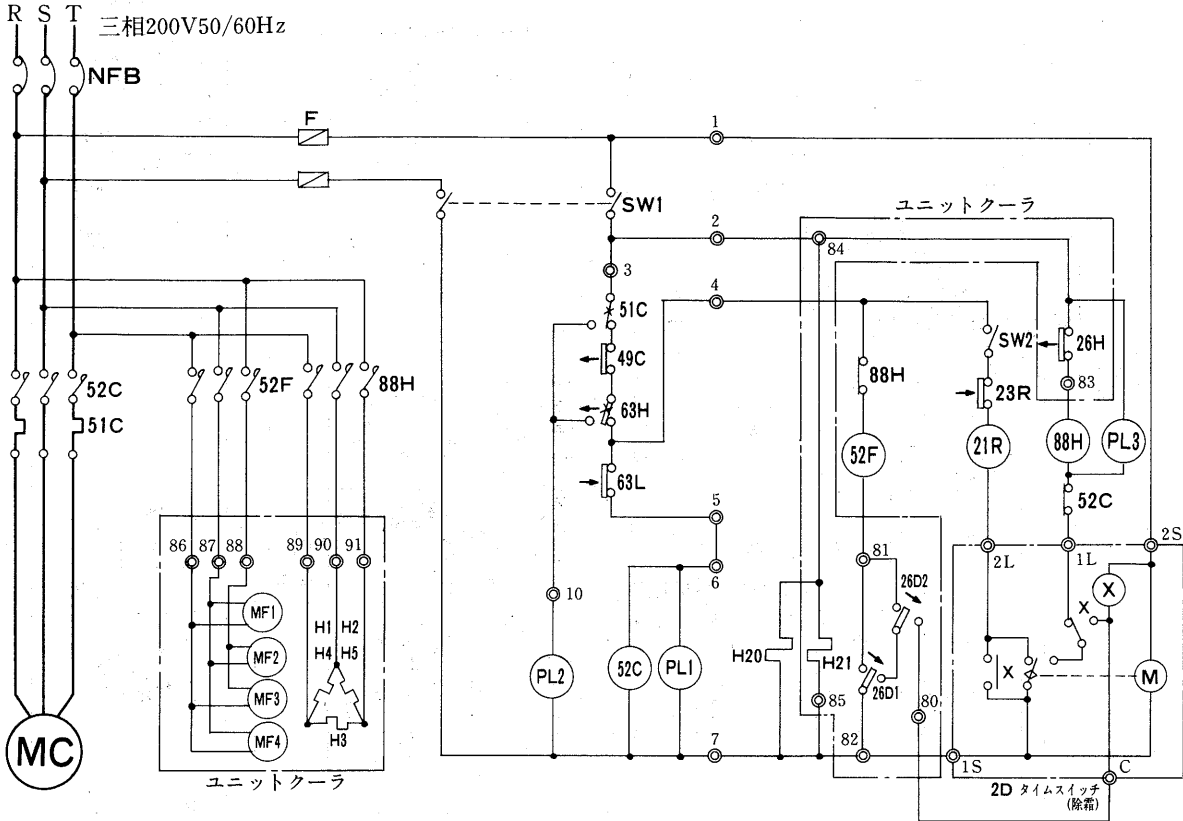 R S T
三相200V50/60Hz
NFB
F
1
SW1
ユニットクーラ
2
84
3
4
51C
SW2
26H
49C
88H
83
52C
52F
88H
23R
51C
63H
52F
21R
88H
PL3
63L
52C
5
86 87 88 89 90 91
81
2L
1L
2S
6
26D2
X
10
MF1
X
H1 H2
H4 H5
MF2
PL2
52C
PL1
H20
H21
X
M
MF3
26D1
80
85
MF4
H3
MC
7
82
1S
C
ユニットクーラ
2D タイムスイッチ
(除霜)